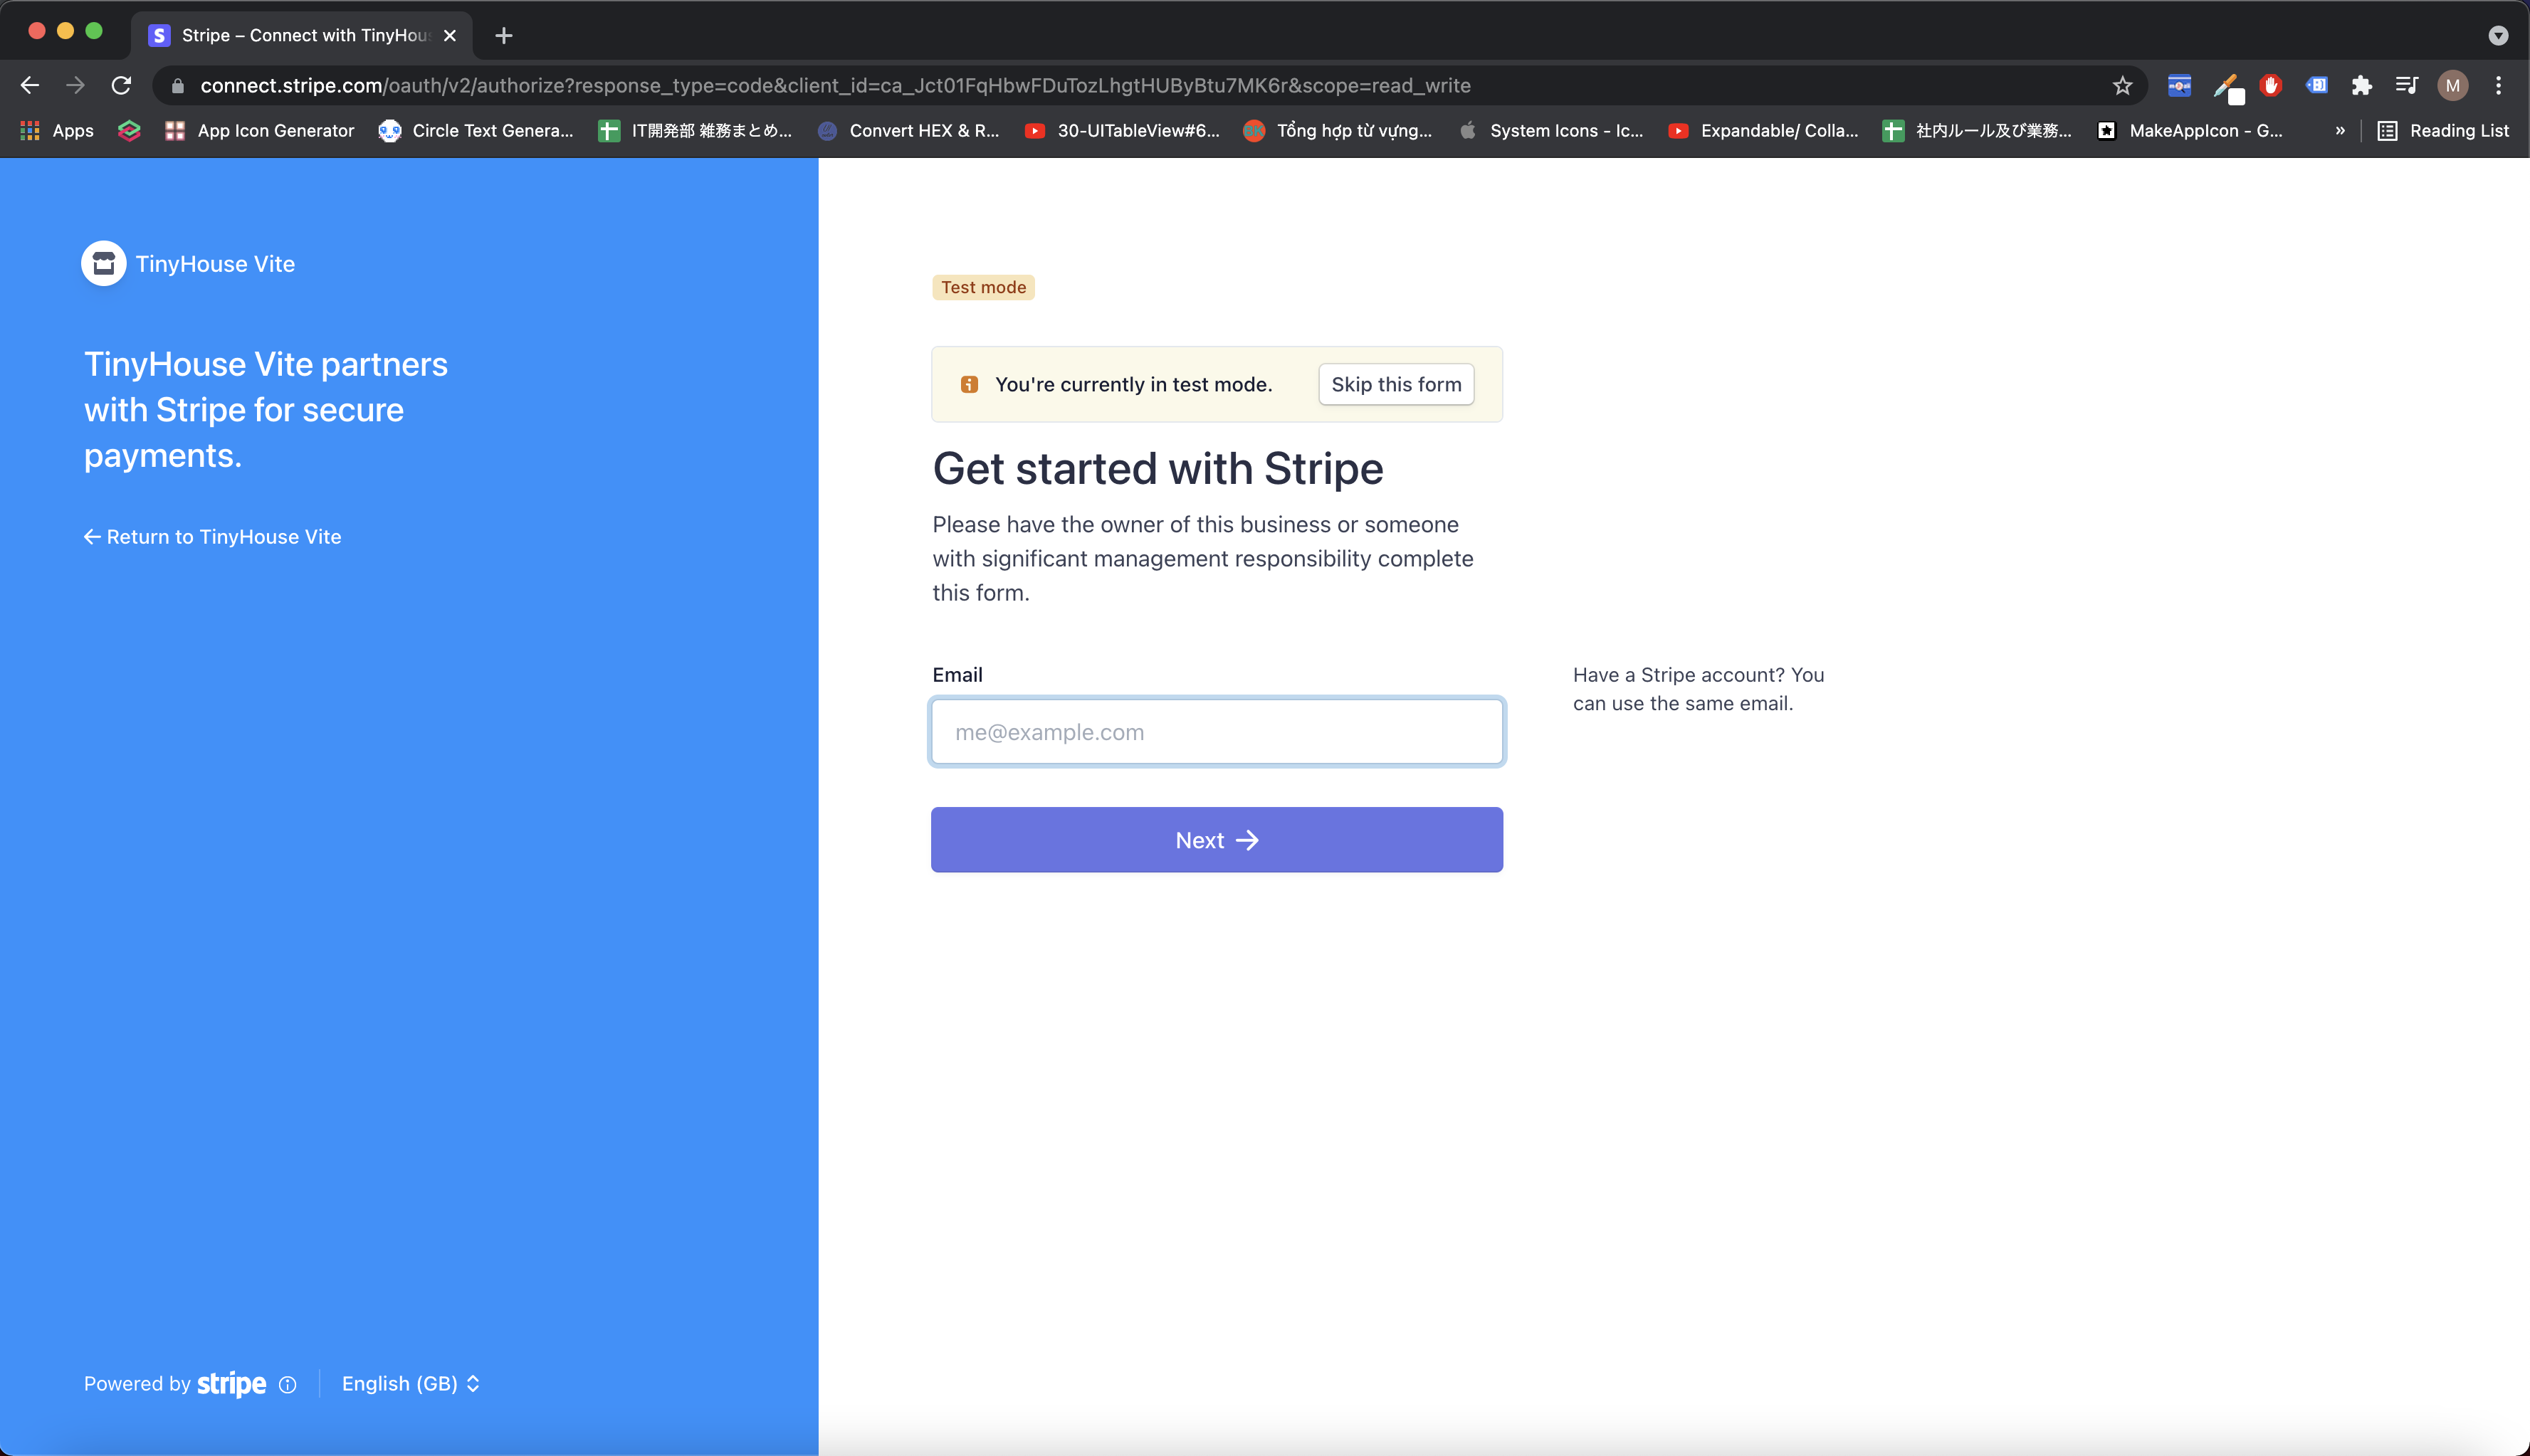 Stripe – Connect with TinyHou
connect.stripe.com/oauth/v2/authorize?response_type=code&client_id=ca_Jct01FqHbwFDuTozLhgtHUByBtu7MK6r&scope=read_write
M
Apps
App Icon Generator
Circle Text Genera...
IT開発部 雑務まとめ...
Convert HEX & R...
30-UITableView#6...
Tổng hợp từ vựng...
System Icons - Ic...
Expandable/ Colla...
社内ルール及び業務...
MakeAppIcon - G...
»
Reading List
TinyHouse Vite
TinyHouse Vite partners
with Stripe for secure
payments.
← Return to TinyHouse Vite
Powered by stripe
English (GB)
Test mode
You're currently in test mode.
Skip this form
Get started with Stripe
Please have the owner of this business or someone
with significant management responsibility complete
this form.
Email
me@example.com
Have a Stripe account? You
can use the same email.
Next →